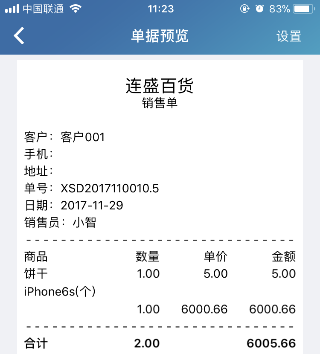 中国联通 11:23 83%
单据预览 设置
连盛百货
销售单
客户：客户001
手机：
地址：
单号：XSD2017110010.5
日期：2017-11-29
销售员：小智
商品 数量 单价 金额
饼干 1.00 5.00 5.00
iPhone6s(个)
1.00 6000.66 6000.66
合计 2.00 6005.66